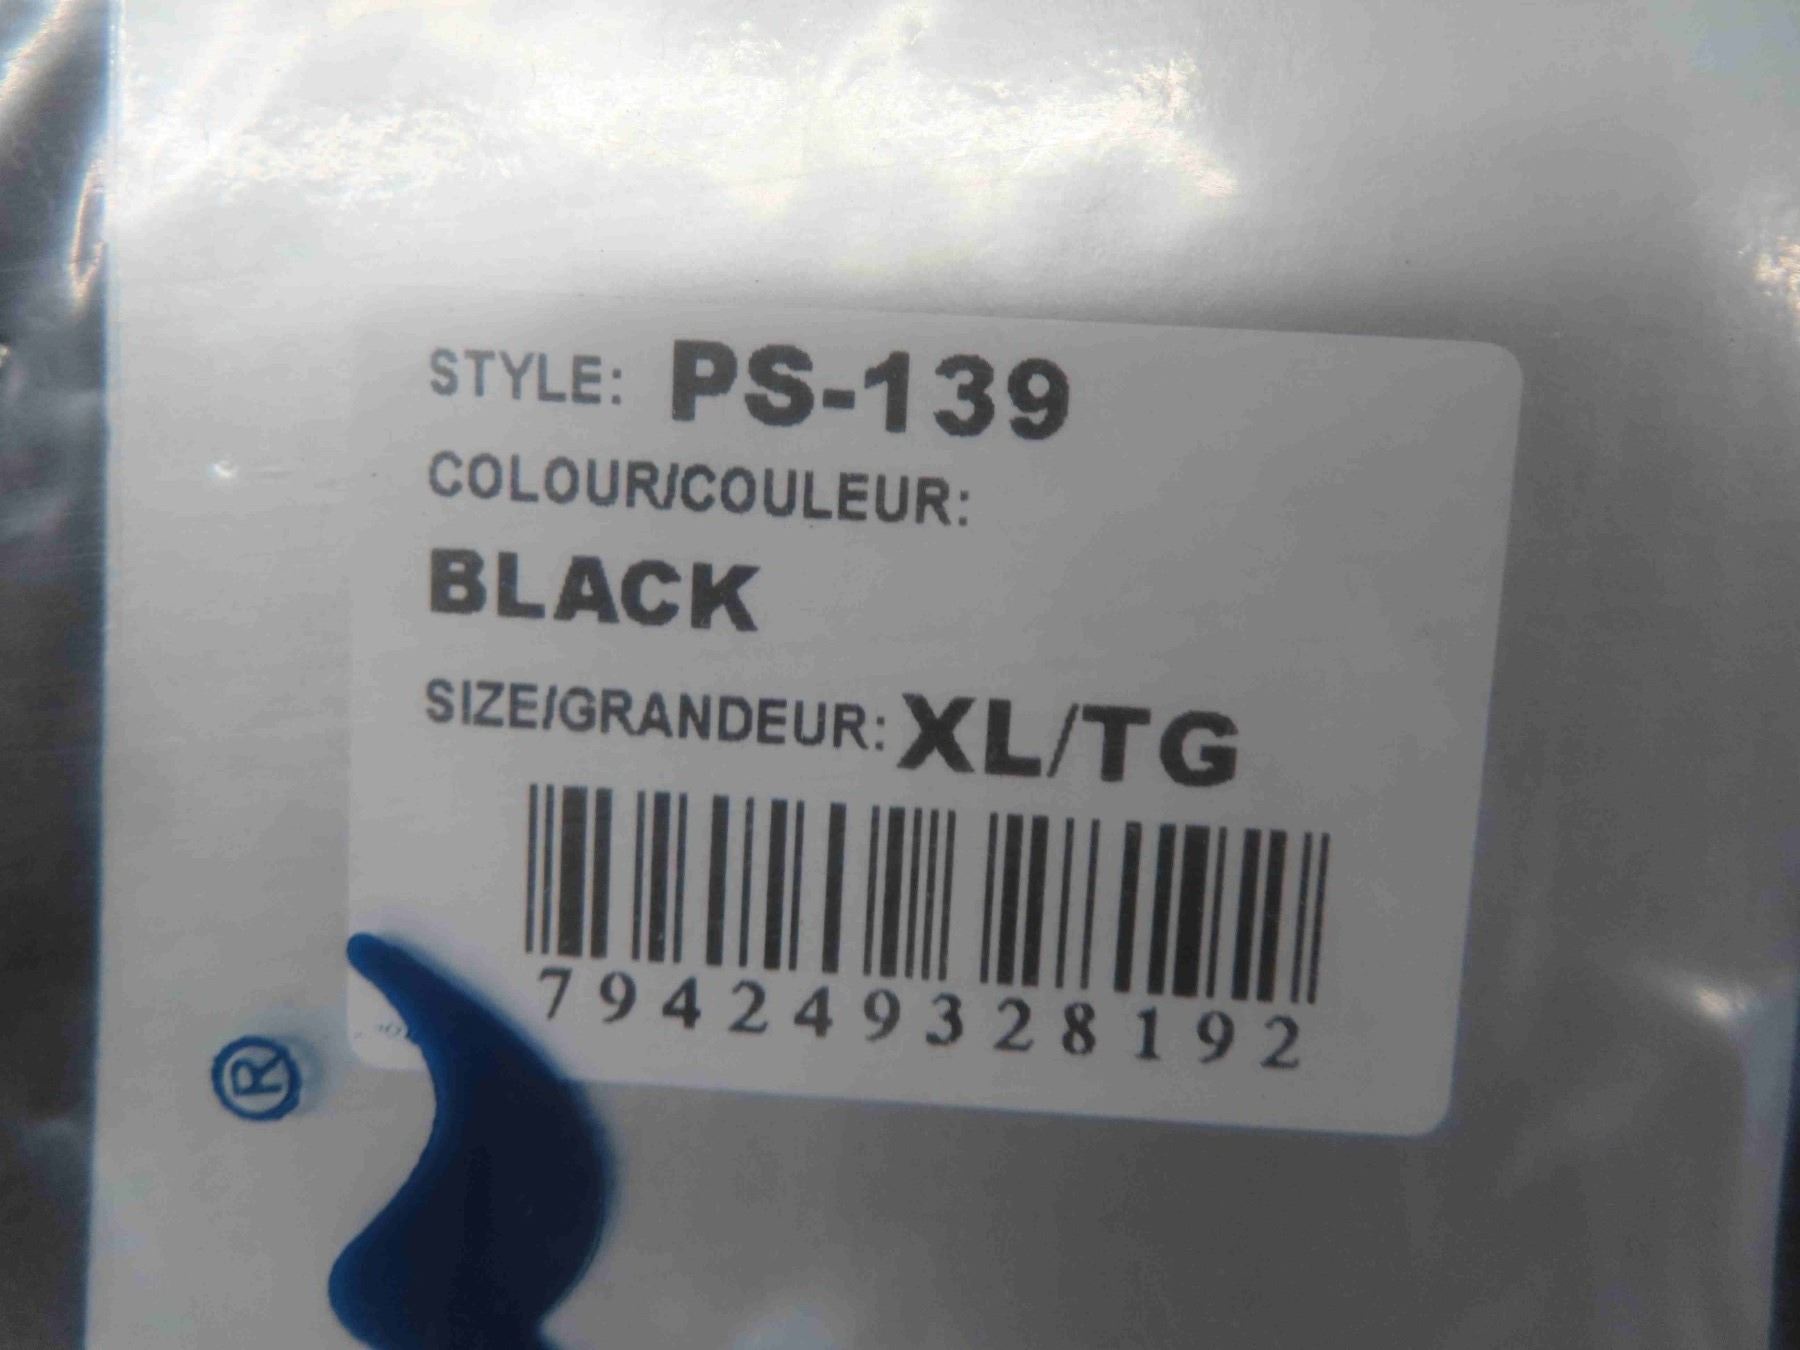 STYLE: PS-139
COLOUR/COULEUR:
BLACK
SIZE/GRANDEUR: XL/TG
794249328192
®